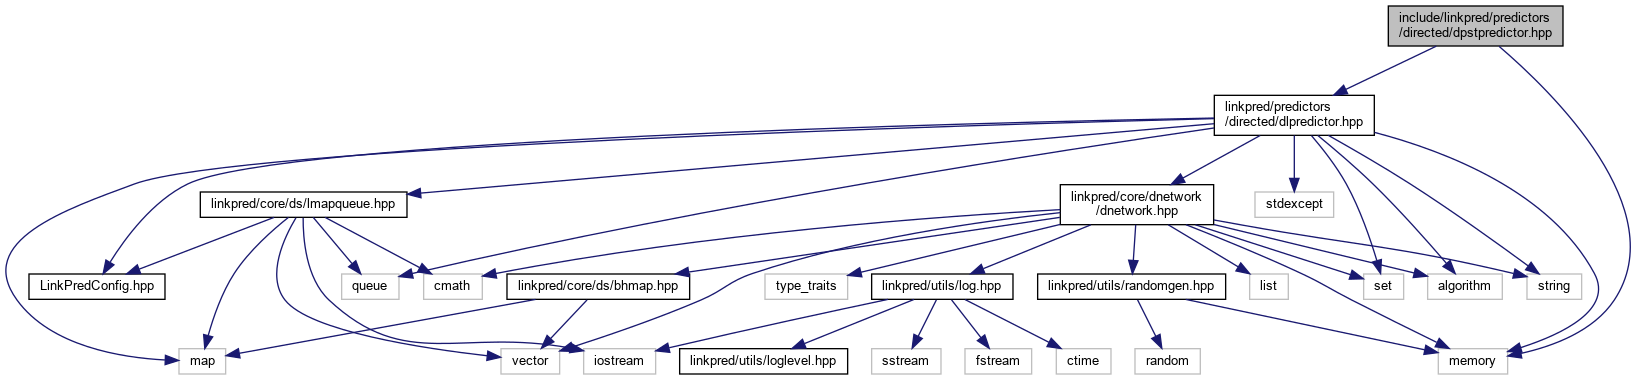 include/linkpred/predictors
/directed/dpstpredictor.hpp
linkpred/predictors
/directed/dlpredictor.hpp
linkpred/core/ds/lmapqueue.hpp
linkpred/core/dnetwork
/dnetwork.hpp
stdexcept
LinkPredConfig.hpp
queue
cmath
linkpred/core/ds/bhmap.hpp
type_traits
linkpred/utils/log.hpp
linkpred/utils/randomgen.hpp
list
set
algorithm
string
map
vector
iostream
linkpred/utils/loglevel.hpp
sstream
fstream
ctime
random
memory